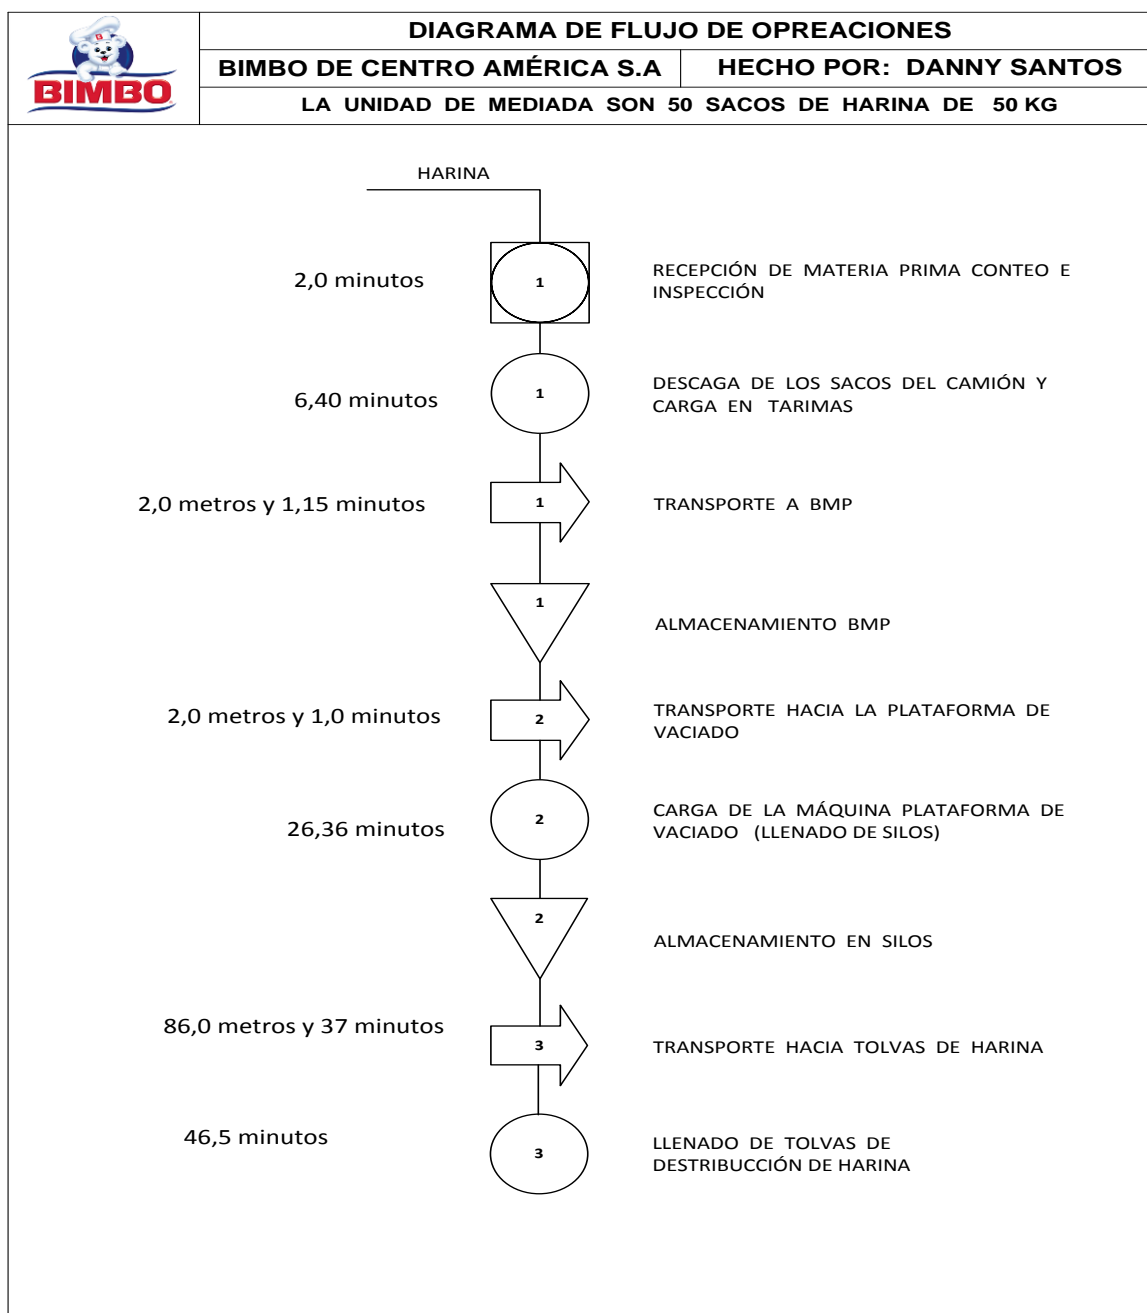 BIMBO
DIAGRAMA DE FLUJO DE OPREACIONES
BIMBO DE CENTRO AMÉRICA S.A
HECHO POR: DANNY SANTOS
LA UNIDAD DE MEDIADA SON 50 SACOS DE HARINA DE 50 KG
HARINA
2,0 minutos
1
RECEPCIÓN DE MATERIA PRIMA CONTEO E
INSPECCIÓN
6,40 minutos
1
DESCAGA DE LOS SACOS DEL CAMIÓN Y
CARGA EN TARIMAS
2,0 metros y 1,15 minutos
1
TRANSPORTE A BMP
1
ALMACENAMIENTO BMP
2,0 metros y 1,0 minutos
2
TRANSPORTE HACIA LA PLATAFORMA DE
VACIADO
26,36 minutos
2
CARGA DE LA MÁQUINA PLATAFORMA DE
VACIADO (LLENADO DE SILOS)
2
ALMACENAMIENTO EN SILOS
86,0 metros y 37 minutos
3
TRANSPORTE HACIA TOLVAS DE HARINA
46,5 minutos
3
LLENADO DE TOLVAS DE
DESTRIBUCCIÓN DE HARINA